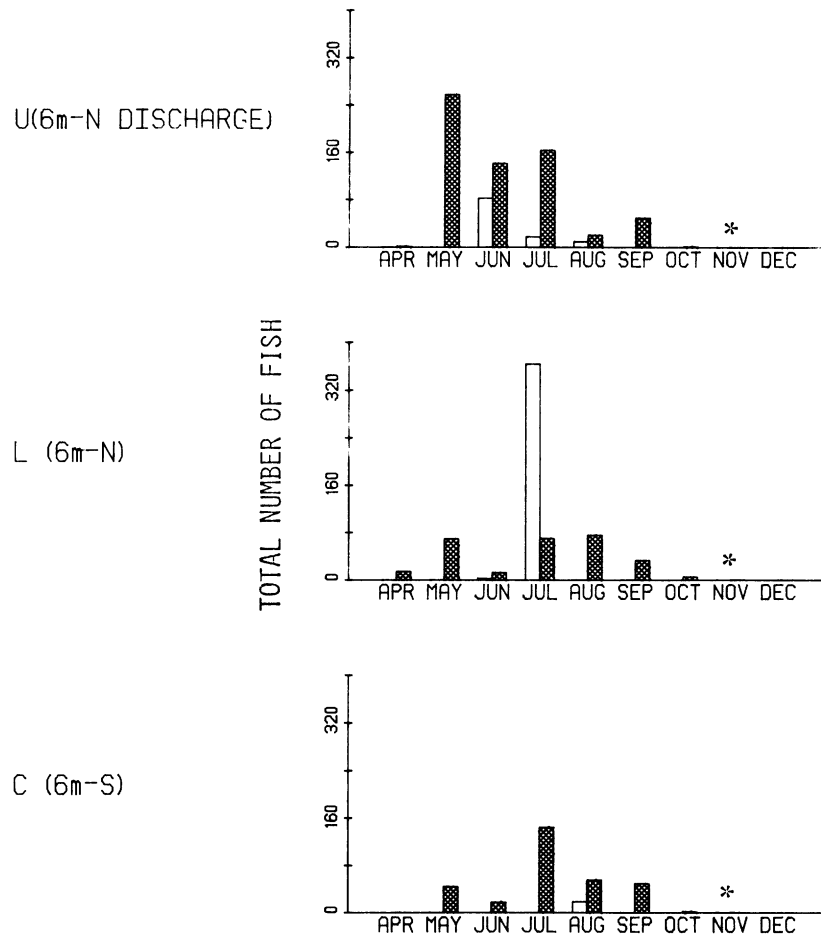 U(6m-N DISCHARGE)
320
160
0
*
APR MAY JUN JUL AUG SEP OCT NOV DEC
TOTAL NUMBER OF FISH
L (6m-N)
320
160
0
*
APR MAY JUN JUL AUG SEP OCT NOV DEC
C (6m-S)
320
160
0
*
APR MAY JUN JUL AUG SEP OCT NOV DEC